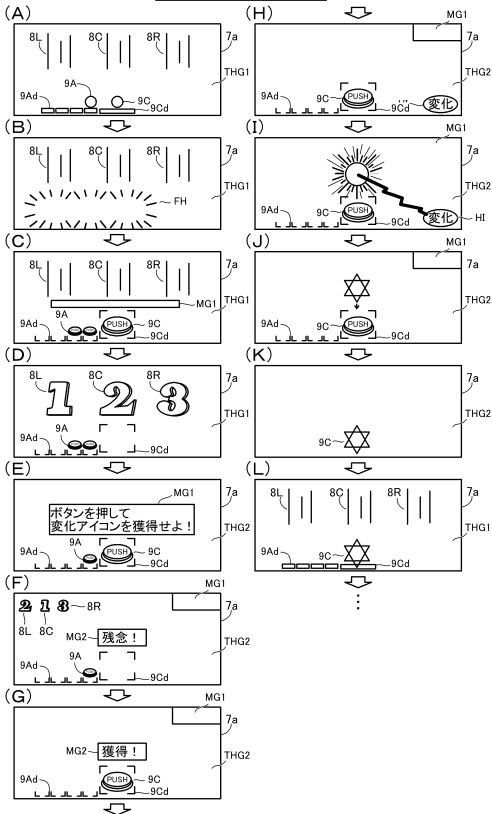 (A)
8L 8C 8R 7a
9A
9Ad 9C 9Cd
THG1
(B)
8L 8C 8R 7a
FH
THG1
(C)
8L 8C 8R 7a
MG1
THG1
9A
9Ad PUSH 9C
9Cd
(D)
8L 8C 8R 7a
1 2 3
THG1
9Ad 9A
9Cd
(E)
MG1 7a
ボタンを押して
変化アイコンを獲得せよ！
THG2
9Ad 9A PUSH 9C
9Cd
(F)
MG1
2 1 3 8R 7a
8L 8C
MG2 残念！
THG2
9A
9Ad 9Cd
(G)
MG1
7a
MG2 獲得！
THG2
9Ad PUSH 9C
9Cd
(H)
MG1
7a
THG2
9C PUSH
9Ad 9Cd 変化
(I)
MG1
7a
THG2
9C PUSH
9Ad 9Cd 変化 HI
(J)
MG1
7a
THG2
9C PUSH
9Ad 9Cd
(K)
7a
THG2
9C
(L)
8L 8C 8R 7a
THG1
9Ad 9C
9Cd